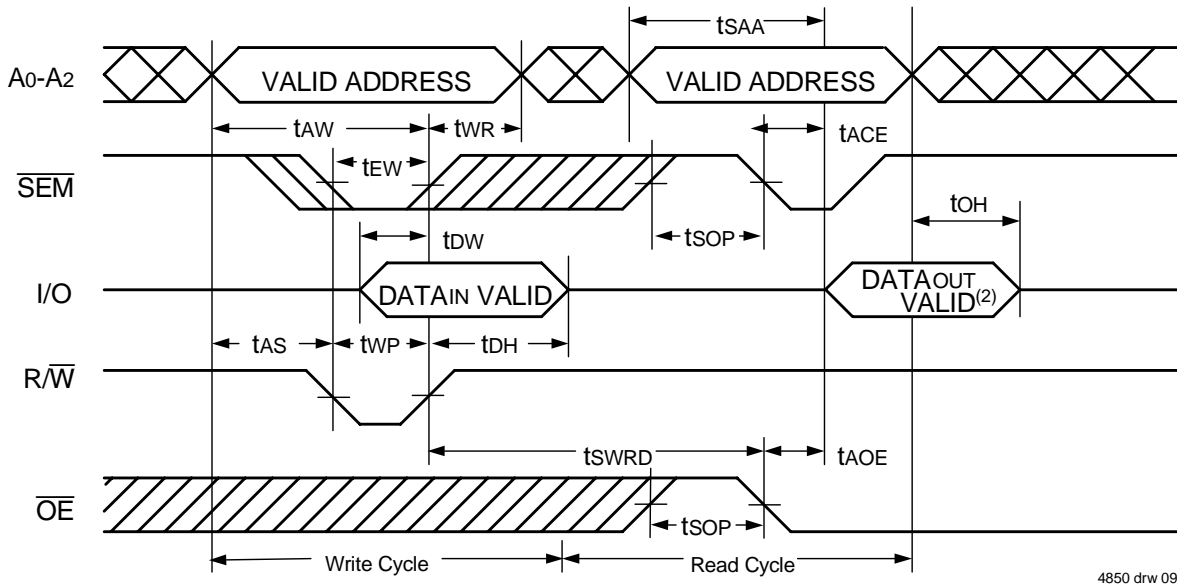 tSAA
A0-A2
VALID ADDRESS
VALID ADDRESS
tAW
tWR
tACE
tEW
SEM
tOH
tSOP
tDW
I/O
DATAIN VALID
DATAOUT
VALID(2)
tAS
tWP
tDH
R/W
tSWRD
tAOE
OE
tSOP
Write Cycle
Read Cycle
4850 drw 09